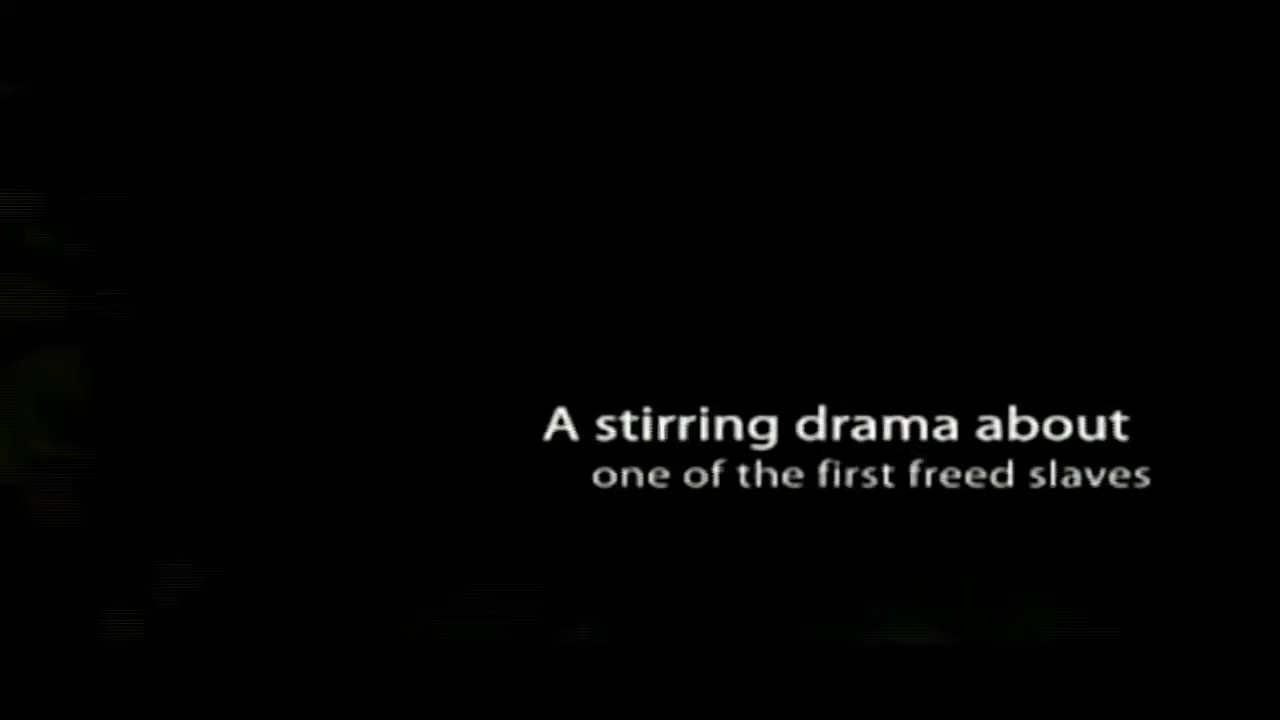 A stirring drama about
one of the first freed slaves